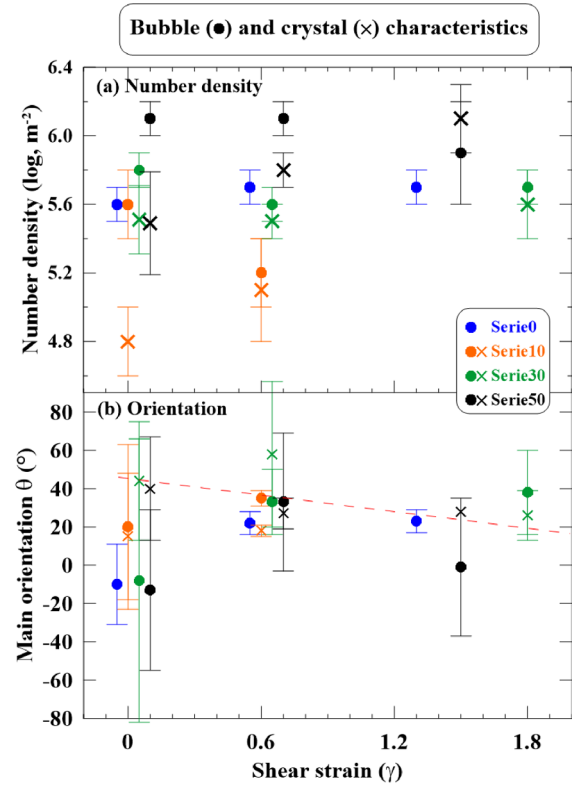 Bubble (●) and crystal (×) characteristics
(a) Number density
Number density (log, m⁻²)
6.4
6.0
5.6
5.2
4.8
Serie0
Serie10
Serie30
Serie50
(b) Orientation
Main orientation θ (°)
80
60
40
20
0
-20
-40
-60
-80
0
0.6
1.2
1.8
Shear strain (γ)